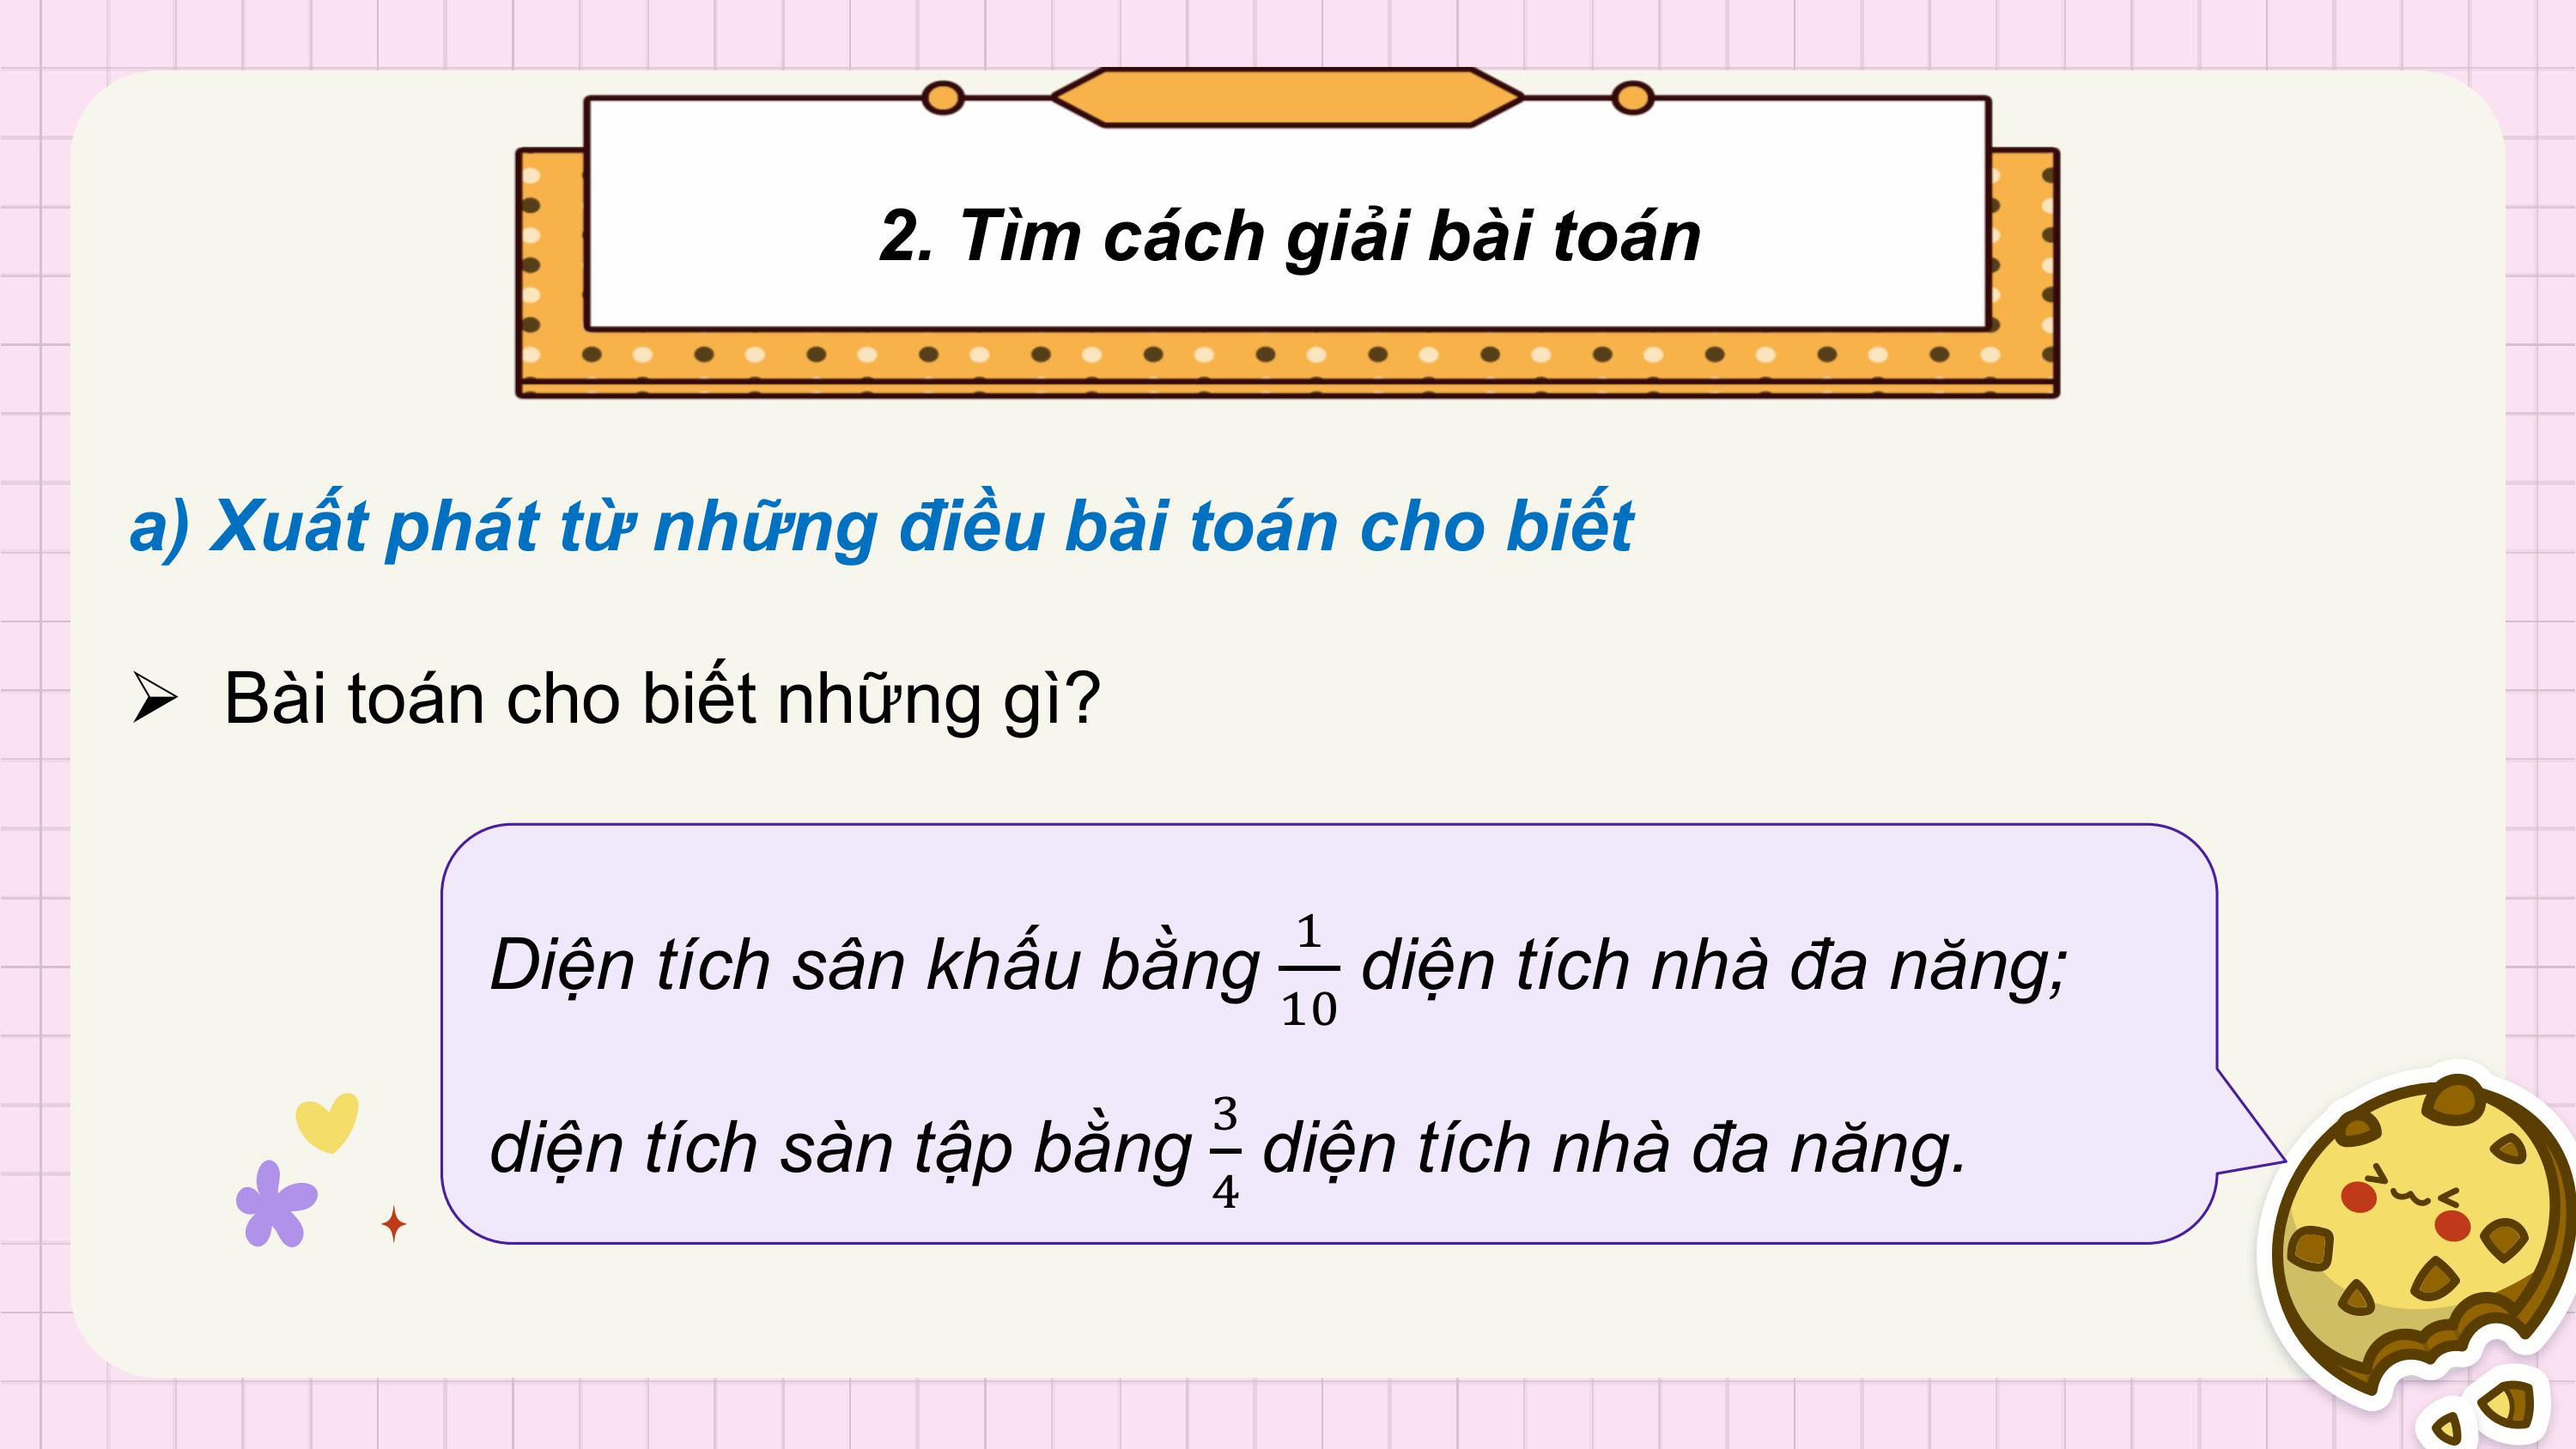 2. Tìm cách giải bài toán
a) Xuất phát từ những điều bài toán cho biết
➢ Bài toán cho biết những gì?
Diện tích sân khấu bằng 1/10 diện tích nhà đa năng;
diện tích sàn tập bằng 3/4 diện tích nhà đa năng.